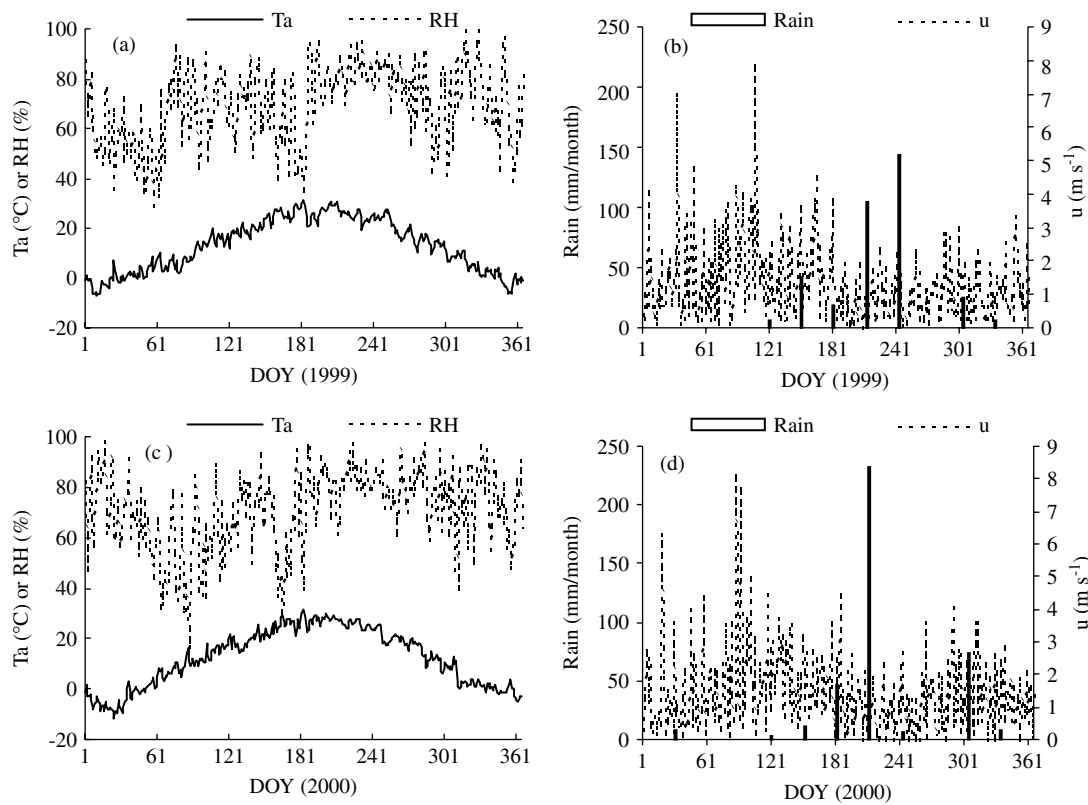 Ta RH
(a)
100
80
60
40
20
0
-20
Ta (°C) or RH (%)
1 61 121 181 241 301 361
DOY (1999)
Rain u
(b)
250
200
150
100
50
0
Rain (mm/month)
9
8
7
6
5
4
3
2
1
0
u (m s⁻¹)
1 61 121 181 241 301 361
DOY (1999)
Ta RH
(c )
100
80
60
40
20
0
-20
Ta (°C) or RH (%)
1 61 121 181 241 301 361
DOY (2000)
Rain u
(d)
250
200
150
100
50
0
Rain (mm/month)
9
8
7
6
5
4
3
2
1
0
u (m s⁻¹)
1 61 121 181 241 301 361
DOY (2000)